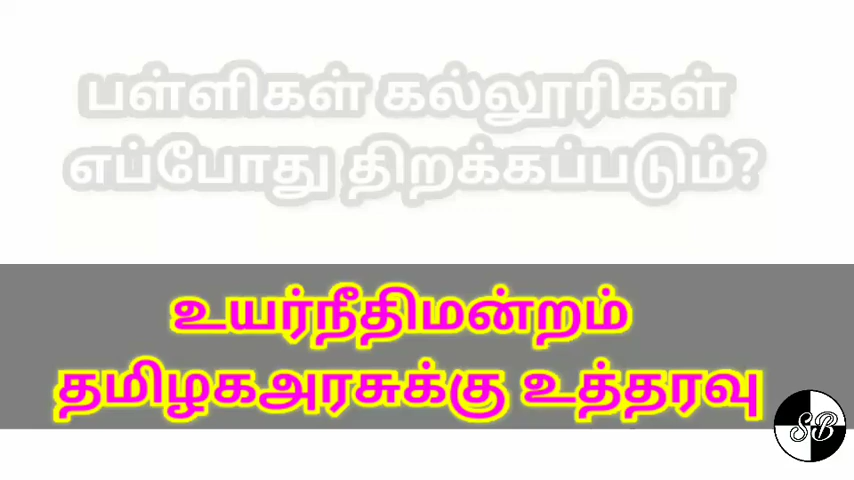 பள்ளிகள் கல்லூரிகள்
எப்போது திறக்கப்படும்?
உயர்நீதிமன்றம்
தமிழகஅரசுக்கு உத்தரவு
SB